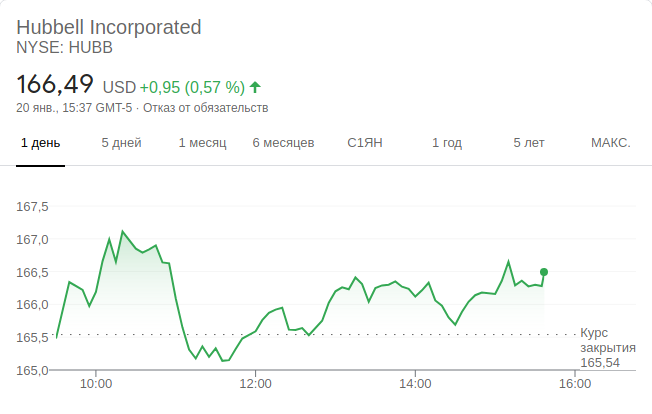 Hubbell Incorporated
NYSE: HUBB
166,49 USD +0,95 (0,57 %)
20 янв., 15:37 GMT-5 · Отказ от обязательств
1 день 5 дней 1 месяц 6 месяцев С1ЯН 1 год 5 лет МАКС.
167,5
167,0
166,5
166,0
165,5
165,0
Курс
закрытия
165,54
10:00 12:00 14:00 16:00